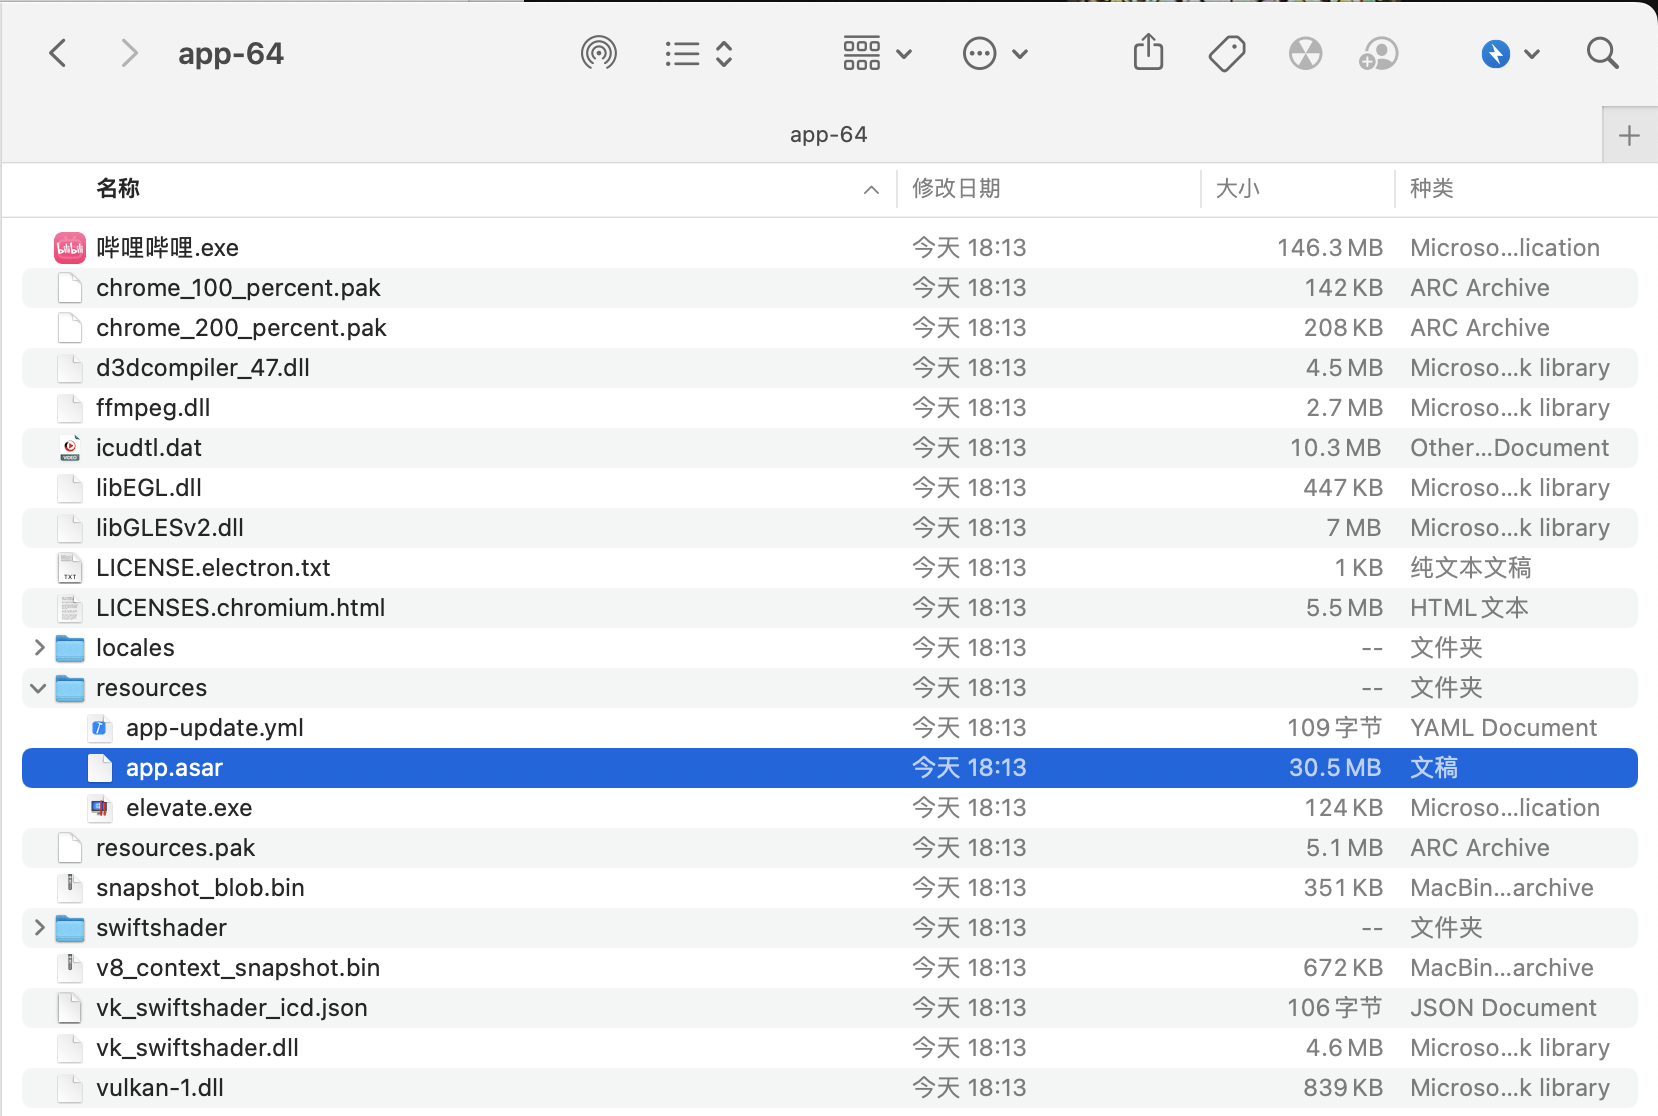 app-64
app-64
名称 修改日期 大小 种类
哔哩哔哩.exe 今天 18:13 146.3 MB Microso...lication
chrome_100_percent.pak 今天 18:13 142 KB ARC Archive
chrome_200_percent.pak 今天 18:13 208 KB ARC Archive
d3dcompiler_47.dll 今天 18:13 4.5 MB Microso...k library
ffmpeg.dll 今天 18:13 2.7 MB Microso...k library
icudtl.dat 今天 18:13 10.3 MB Other...Document
libEGL.dll 今天 18:13 447 KB Microso...k library
libGLESv2.dll 今天 18:13 7 MB Microso...k library
LICENSE.electron.txt 今天 18:13 1 KB 纯文本文稿
LICENSES.chromium.html 今天 18:13 5.5 MB HTML文本
locales 今天 18:13 -- 文件夹
resources 今天 18:13 -- 文件夹
app-update.yml 今天 18:13 109 字节 YAML Document
app.asar 今天 18:13 30.5 MB 文稿
elevate.exe 今天 18:13 124 KB Microso...lication
resources.pak 今天 18:13 5.1 MB ARC Archive
snapshot_blob.bin 今天 18:13 351 KB MacBin...archive
swiftshader 今天 18:13 -- 文件夹
v8_context_snapshot.bin 今天 18:13 672 KB MacBin...archive
vk_swiftshader_icd.json 今天 18:13 106 字节 JSON Document
vk_swiftshader.dll 今天 18:13 4.6 MB Microso...k library
vulkan-1.dll 今天 18:13 839 KB Microso...k library